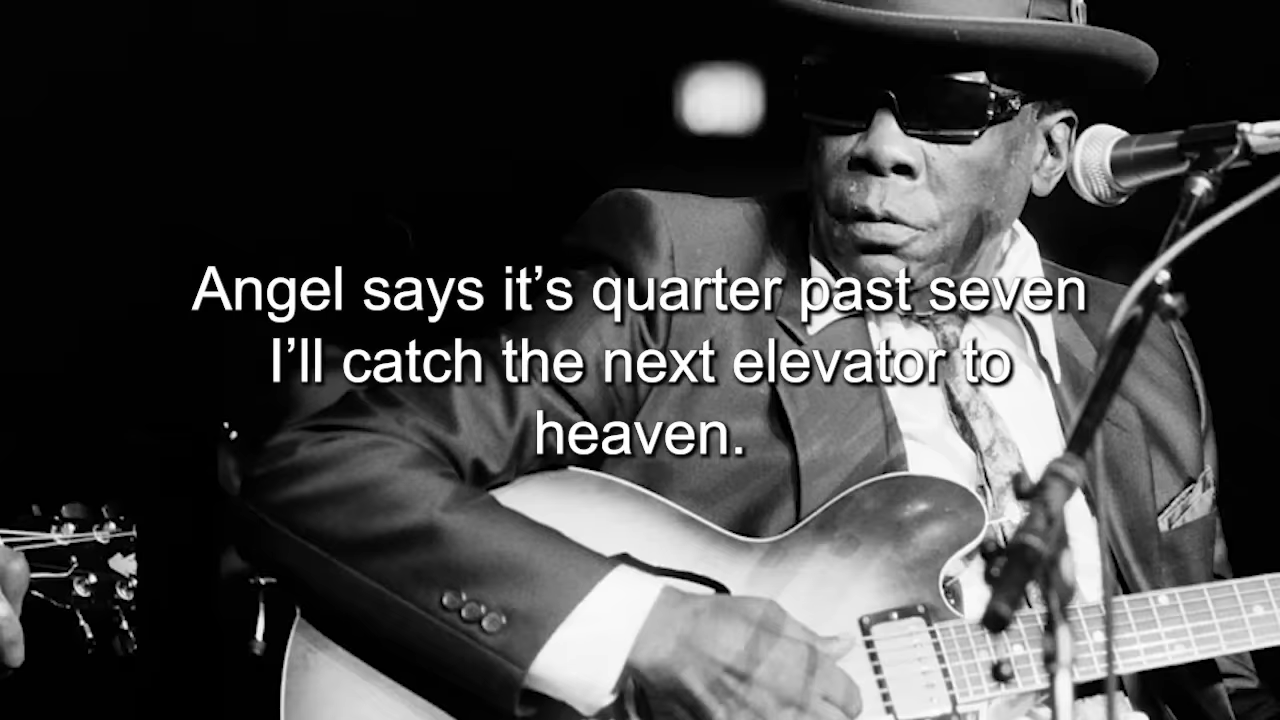 Angel says it’s quarter past seven
I’ll catch the next elevator to
heaven.